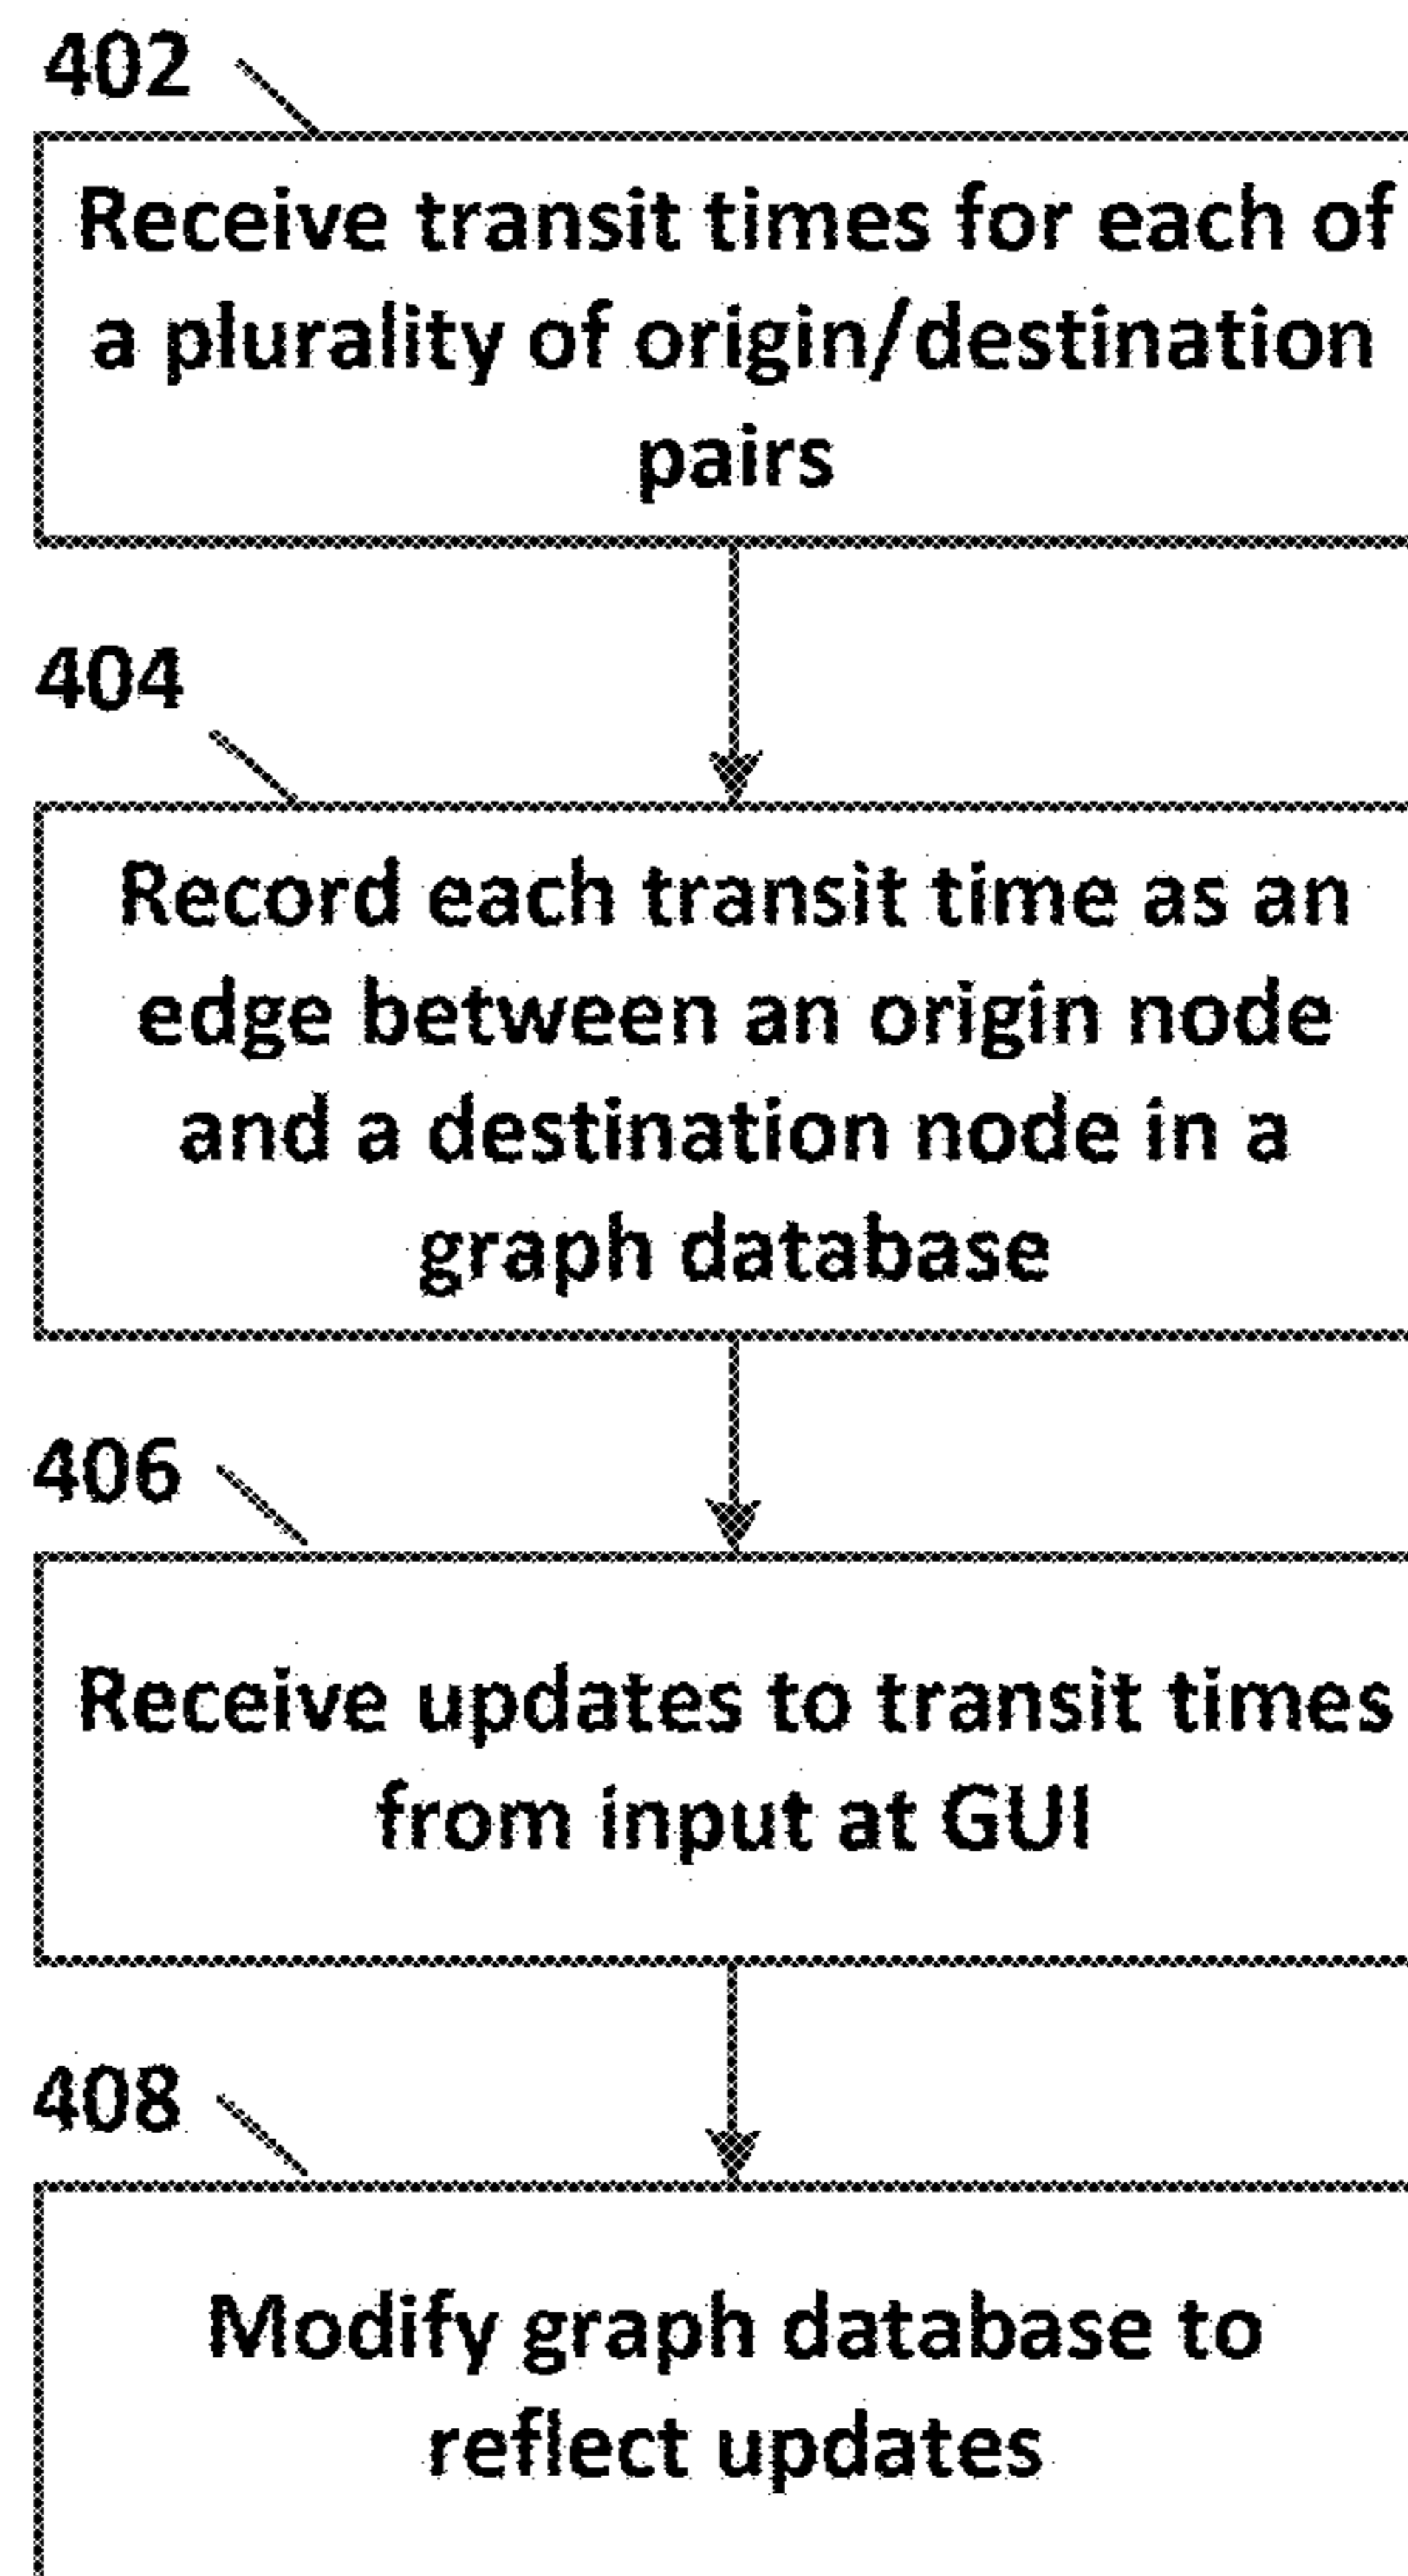 402
Receive transit times for each of
a plurality of origin/destination
pairs
404
Record each transit time as an
edge between an origin node
and a destination node in a
graph database
406
Receive updates to transit times
from input at GUI
408
Modify graph database to
reflect updates